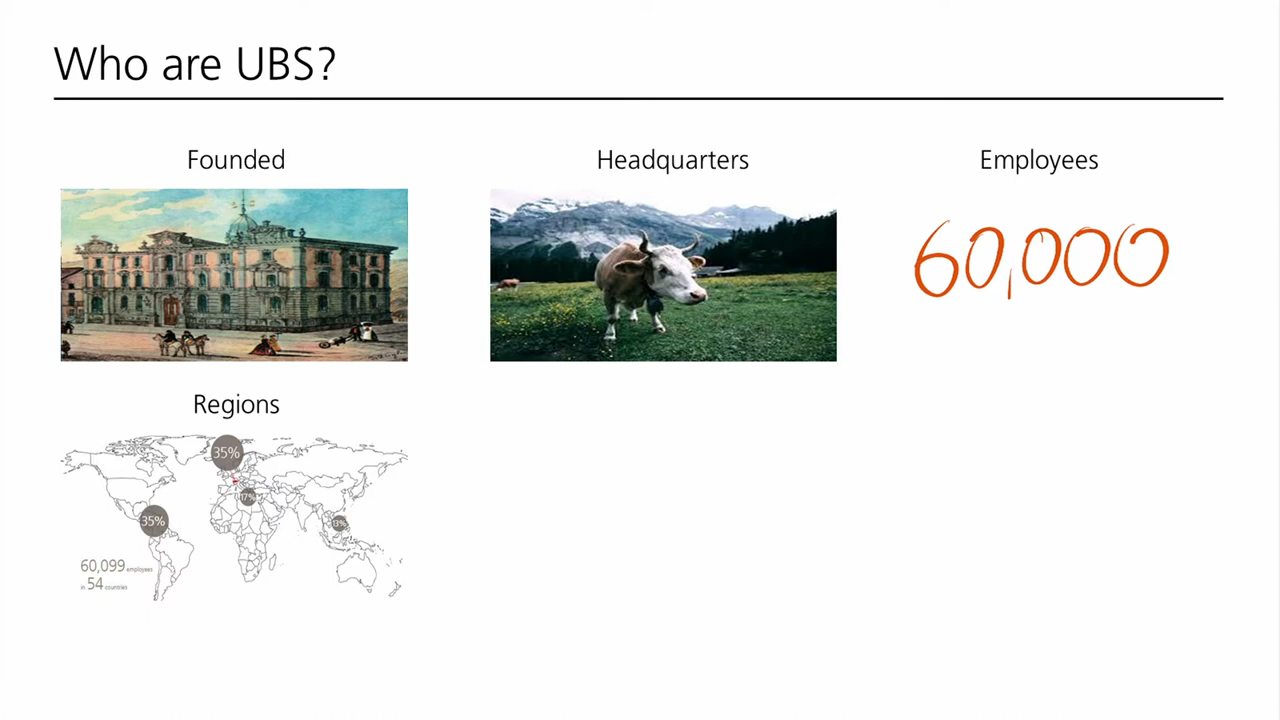 Who are UBS?
Founded
Headquarters
Employees
60,000
Regions
35%
17%
35%
13%
60,099 employees
in 54 countries